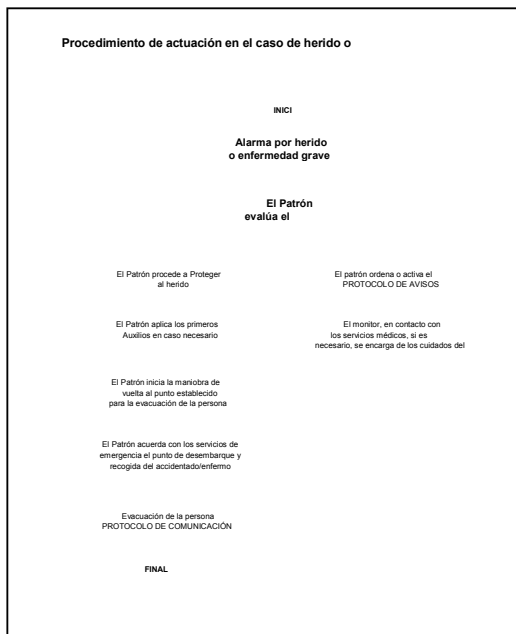 Procedimiento de actuación en el caso de herido o
INICI
Alarma por herido
o enfermedad grave
El Patrón
evalúa el
El Patrón procede a Proteger
al herido
El patrón ordena o activa el
PROTOCOLO DE AVISOS
El Patrón aplica los primeros
Auxilios en caso necesario
El monitor, en contacto con
los servicios médicos, si es
necesario, se encarga de los cuidados del
El Patrón inicia la maniobra de
vuelta al punto establecido
para la evacuación de la persona
El Patrón acuerda con los servicios de
emergencia el punto de desembarque y
recogida del accidentado/enfermo
Evacuación de la persona
PROTOCOLO DE COMUNICACIÓN
FINAL